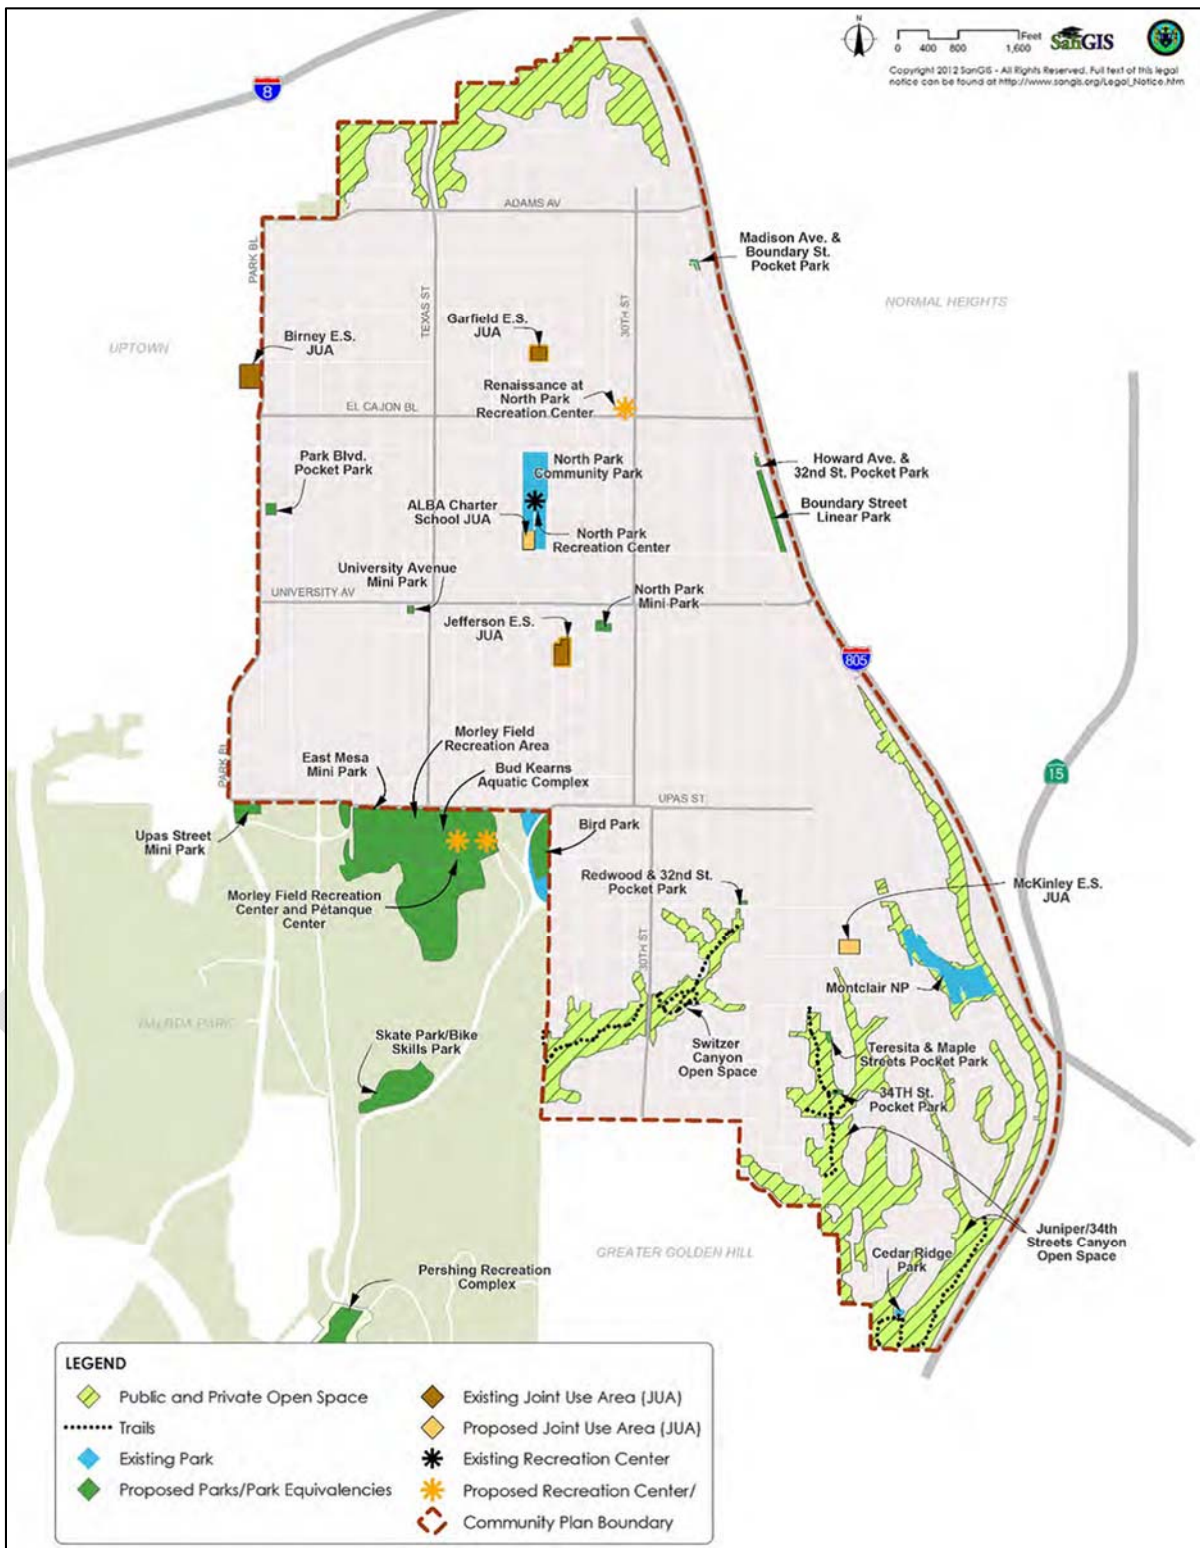 N
0 400 800 1,600 Feet
SanGIS
Copyright 2012 SanGIS - All Rights Reserved. Full text of this legal
notice can be found at http://www.sangis.org/Legal_Notice.htm
8
ADAMS AV
PARK BL
TEXAS ST
30TH ST
Madison Ave. &
Boundary St.
Pocket Park
NORMAL HEIGHTS
UPTOWN
Birney E.S.
JUA
Garfield E.S.
JUA
Renaissance at
North Park
Recreation Center
EL CAJON BL
Park Blvd.
Pocket Park
North Park
Community Park
Howard Ave. &
32nd St. Pocket Park
ALBA Charter
School JUA
Boundary Street
Linear Park
North Park
Recreation Center
University Avenue
Mini Park
UNIVERSITY AV
North Park
Mini Park
Jefferson E.S.
JUA
805
15
PARK BL
East Mesa
Mini Park
Morley Field
Recreation Area
Bud Kearns
Aquatic Complex
UPAS ST
Upas Street
Mini Park
Bird Park
Redwood & 32nd St.
Pocket Park
Morley Field Recreation
Center and Pétanque
Center
McKinley E.S.
JUA
30TH ST
Montclair NP
BALBOA PARK
Skate Park/Bike
Skills Park
Switzer
Canyon
Open Space
Teresita & Maple
Streets Pocket Park
34TH St.
Pocket Park
Juniper/34th
Streets Canyon
Open Space
GREATER GOLDEN HILL
Cedar Ridge
Park
Pershing Recreation
Complex
LEGEND
Public and Private Open Space
Trails
Existing Park
Proposed Parks/Park Equivalencies
Existing Joint Use Area (JUA)
Proposed Joint Use Area (JUA)
Existing Recreation Center
Proposed Recreation Center/
Community Plan Boundary